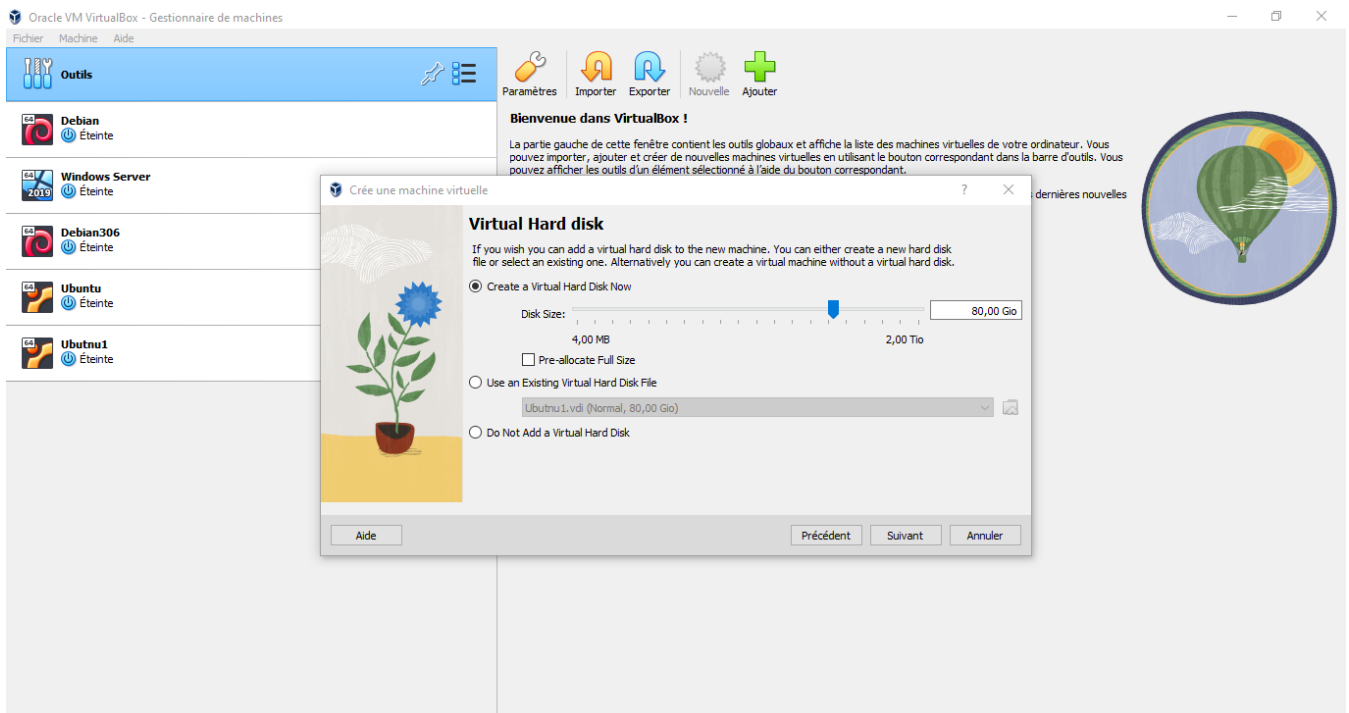 Oracle VM VirtualBox - Gestionnaire de machines
Fichier Machine Aide
Outils
Paramètres Importer Exporter Nouvelle Ajouter
64
Debian
Éteinte
64
2019
Windows Server
Éteinte
64
Debian306
Éteinte
64
Ubuntu
Éteinte
64
Ubutnu1
Éteinte
Bienvenue dans VirtualBox !
La partie gauche de cette fenêtre contient les outils globaux et affiche la liste des machines virtuelles de votre ordinateur. Vous
pouvez importer, ajouter et créer de nouvelles machines virtuelles en utilisant le bouton correspondant dans la barre d'outils. Vous
pouvez afficher les outils d'un élément sélectionné à l'aide du bouton correspondant.
dernières nouvelles
Crée une machine virtuelle ?
Virtual Hard disk
If you wish you can add a virtual hard disk to the new machine. You can either create a new hard disk
file or select an existing one. Alternatively you can create a virtual machine without a virtual hard disk.
Create a Virtual Hard Disk Now
Disk Size: 80,00 Gio
4,00 MB 2,00 Tio
Pre-allocate Full Size
Use an Existing Virtual Hard Disk File
Ubutnu1.vdi (Normal, 80,00 Gio)
Do Not Add a Virtual Hard Disk
Aide Précédent Suivant Annuler